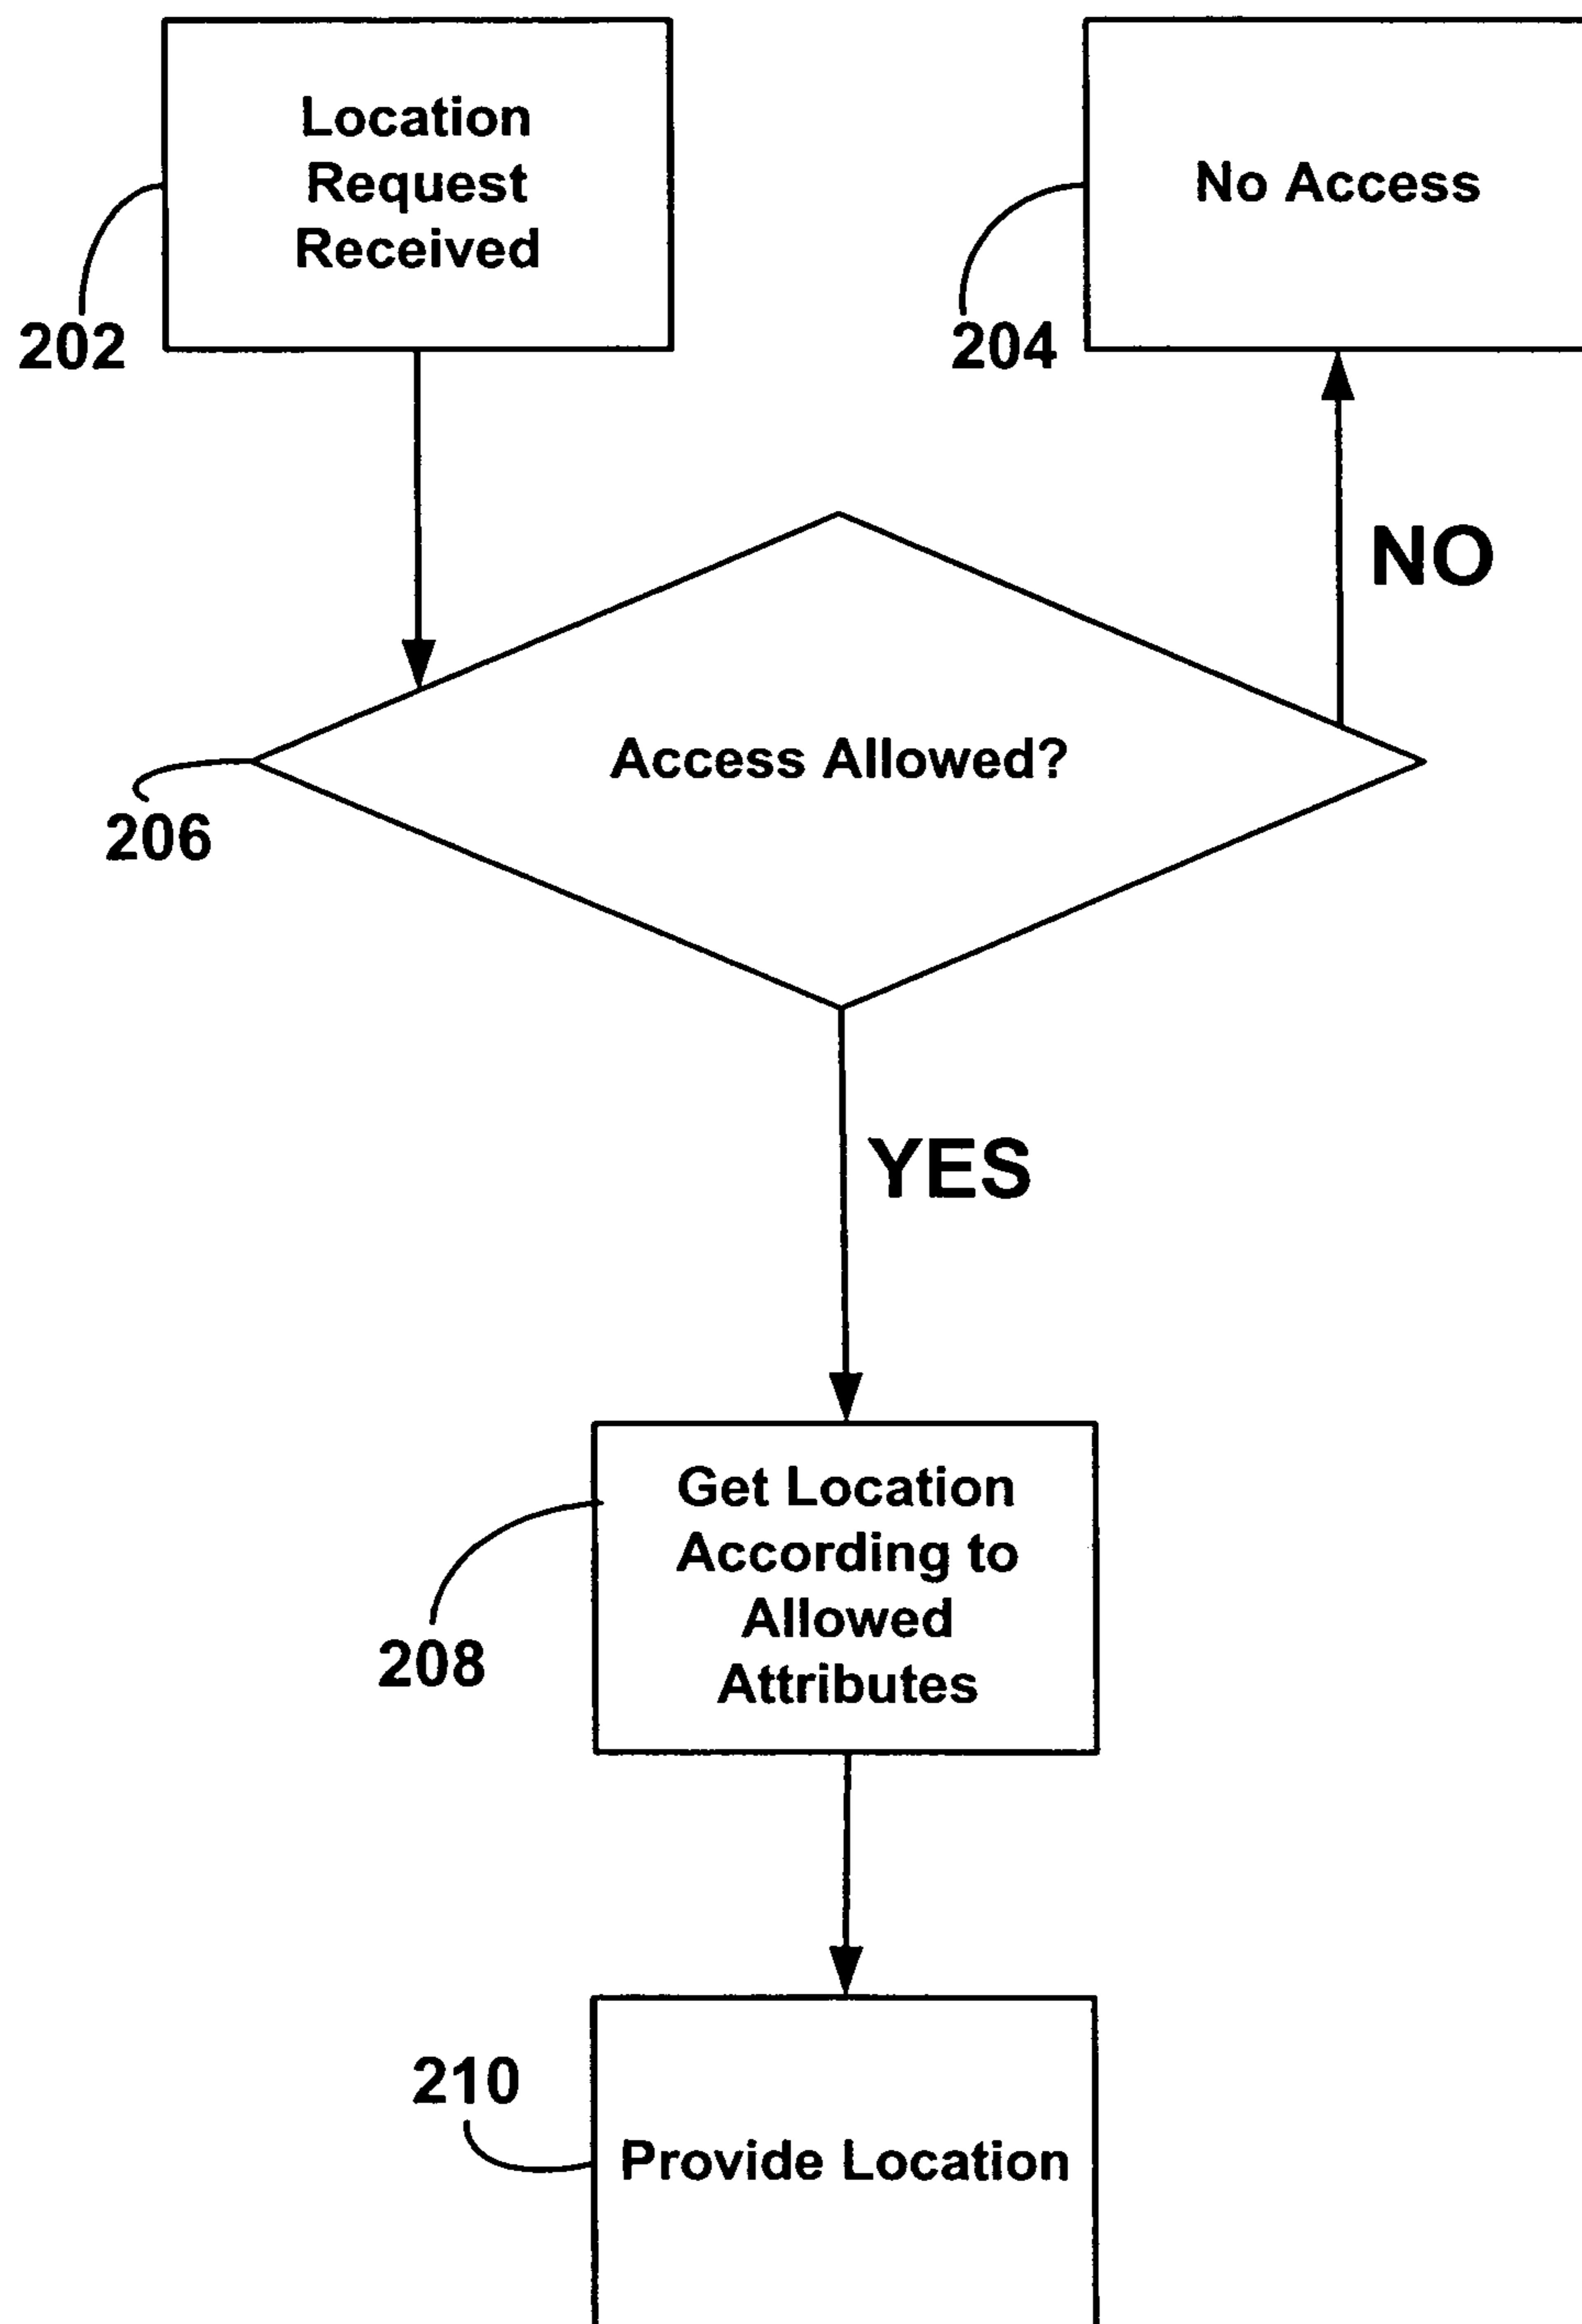 Location
Request
Received
202
No Access
204
NO
Access Allowed?
206
YES
Get Location
According to
Allowed
Attributes
208
210
Provide Location